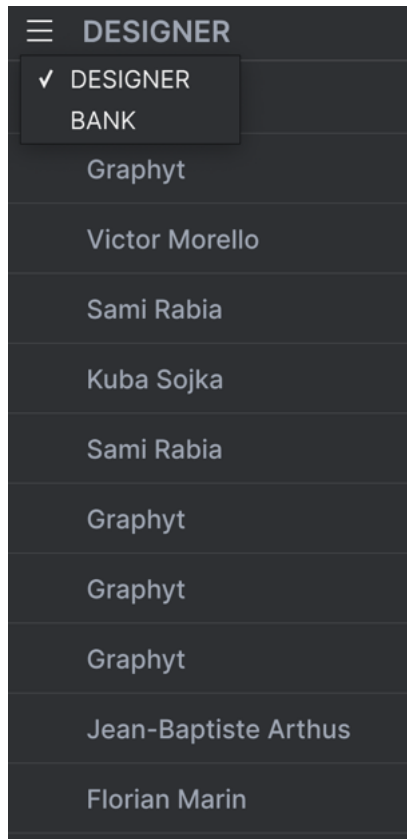 DESIGNER
✓ DESIGNER
BANK
Graphyt
Victor Morello
Sami Rabia
Kuba Sojka
Sami Rabia
Graphyt
Graphyt
Graphyt
Jean-Baptiste Arthus
Florian Marin